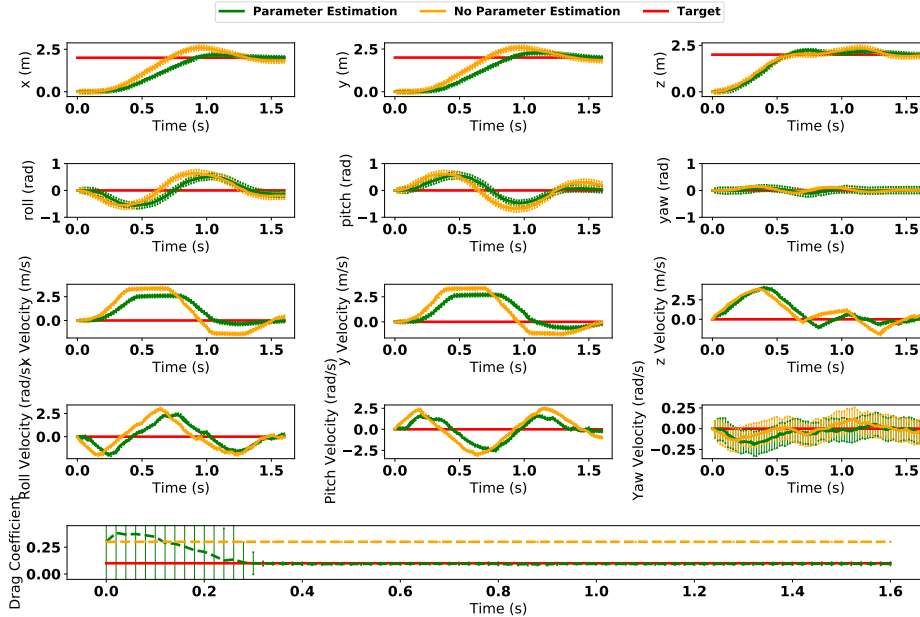 Parameter Estimation No Parameter Estimation Target
x (m) 2.5 0.0 0.0 0.5 1.0 1.5 Time (s)
y (m) 2.5 0.0 0.0 0.5 1.0 1.5 Time (s)
z (m) 2.5 0.0 0.0 0.5 1.0 1.5 Time (s)
roll (rad) 1 0 −1 0.0 0.5 1.0 1.5 Time (s)
pitch (rad) 1 0 −1 0.0 0.5 1.0 1.5 Time (s)
yaw (rad) 1 0 −1 0.0 0.5 1.0 1.5 Time (s)
x Velocity (m/s) 2.5 0.0 0.0 0.5 1.0 1.5 Time (s)
y Velocity (m/s) 2.5 0.0 0.0 0.5 1.0 1.5 Time (s)
z Velocity (m/s) 2.5 0.0 0.0 0.5 1.0 1.5 Time (s)
Roll Velocity (rad/s) 2.5 0.0 0.0 0.5 1.0 1.5 Time (s)
Pitch Velocity (rad/s) 2.5 0.0 −2.5 0.0 0.5 1.0 1.5 Time (s)
Yaw Velocity (rad/s) 0.25 0.00 −0.25 0.0 0.5 1.0 1.5 Time (s)
Drag Coefficient 0.25 0.00 0.0 0.2 0.4 0.6 0.8 1.0 1.2 1.4 1.6 Time (s)